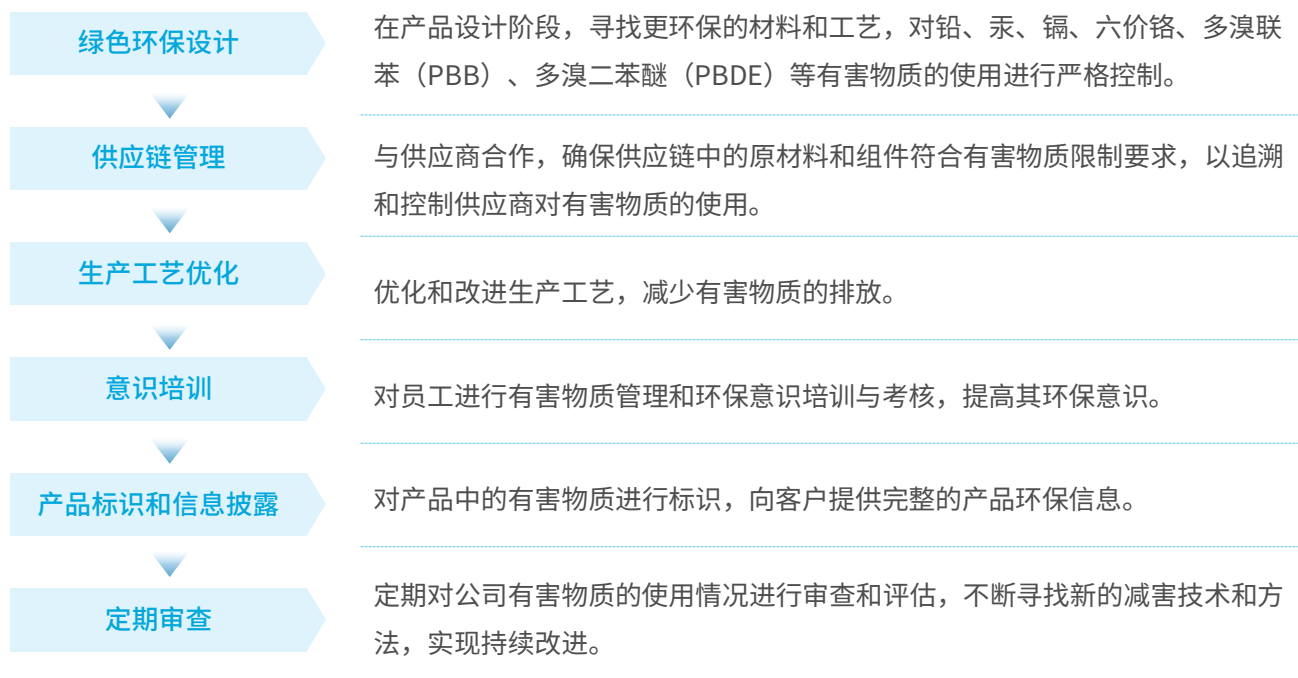 绿色环保设计
在产品设计阶段，寻找更环保的材料和工艺，对铅、汞、镉、六价铬、多溴联
苯（PBB）、多溴二苯醚（PBDE）等有害物质的使用进行严格控制。
供应链管理
与供应商合作，确保供应链中的原材料和组件符合有害物质限制要求，以追溯
和控制供应商对有害物质的使用。
生产工艺优化
优化和改进生产工艺，减少有害物质的排放。
意识培训
对员工进行有害物质管理和环保意识培训与考核，提高其环保意识。
产品标识和信息披露
对产品中的有害物质进行标识，向客户提供完整的产品环保信息。
定期审查
定期对公司有害物质的使用情况进行审查和评估，不断寻找新的减害技术和方
法，实现持续改进。